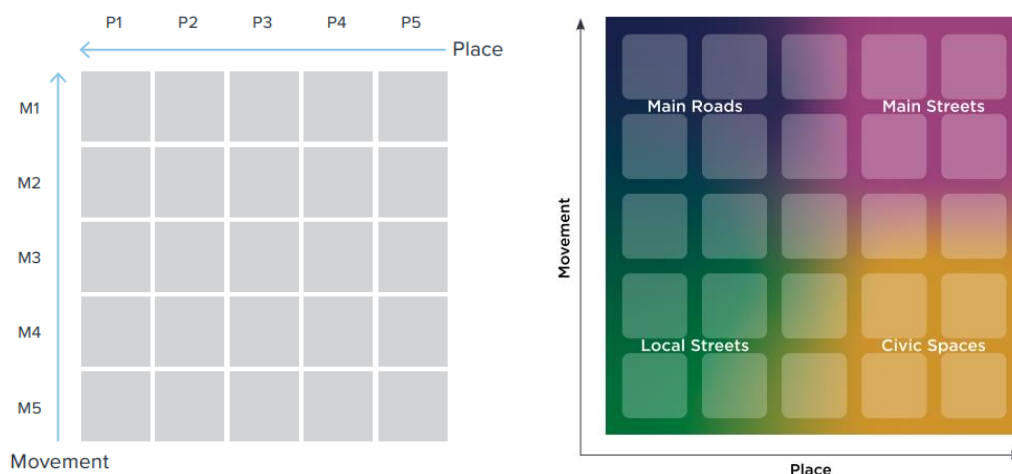 P1 P2 P3 P4 P5
Place
M1
M2
M3
M4
M5
Movement
Main Roads
Main Streets
Movement
Local Streets
Civic Spaces
Place